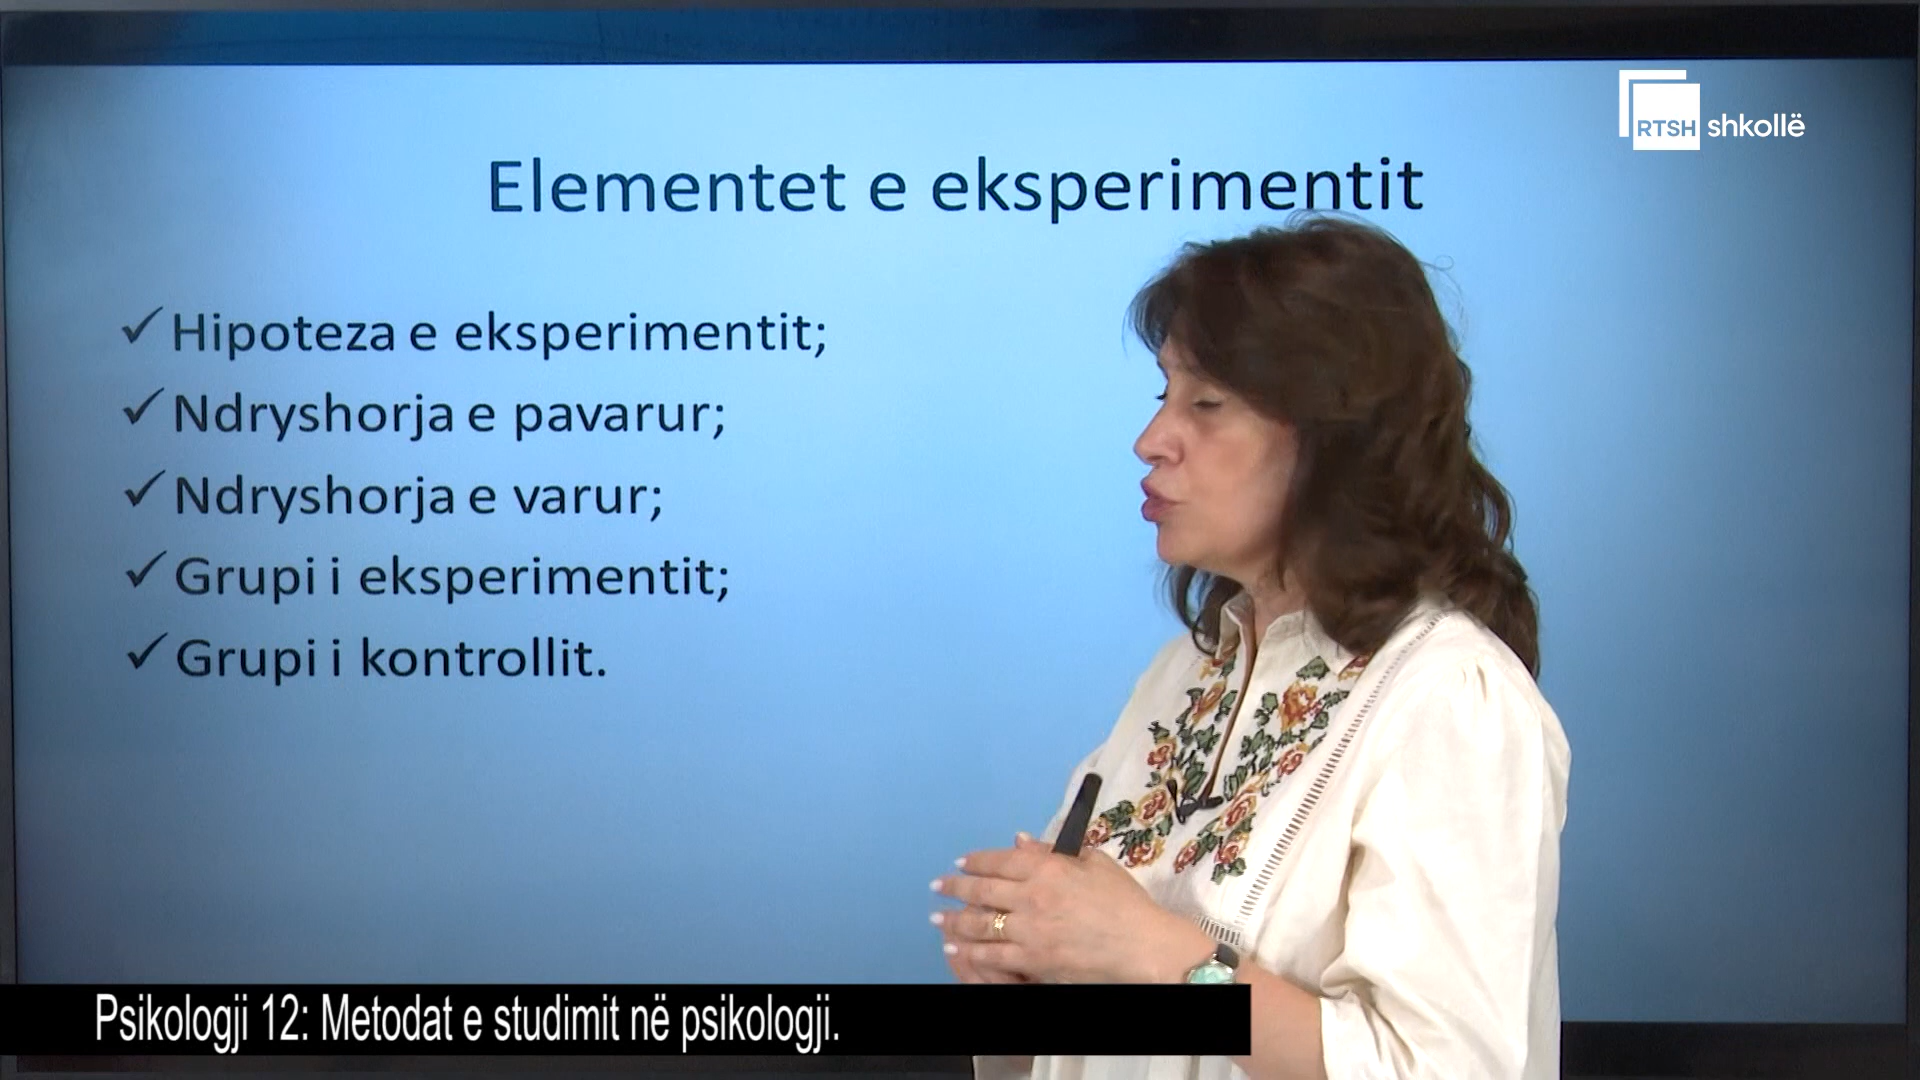 RTSH shkollë
Elementet e eksperimentit
✓ Hipoteza e eksperimentit;
✓ Ndryshorja e pavarur;
✓ Ndryshorja e varur;
✓ Grupi i eksperimentit;
✓ Grupi i kontrollit.
Psikologji 12: Metodat e studimit në psikologji.